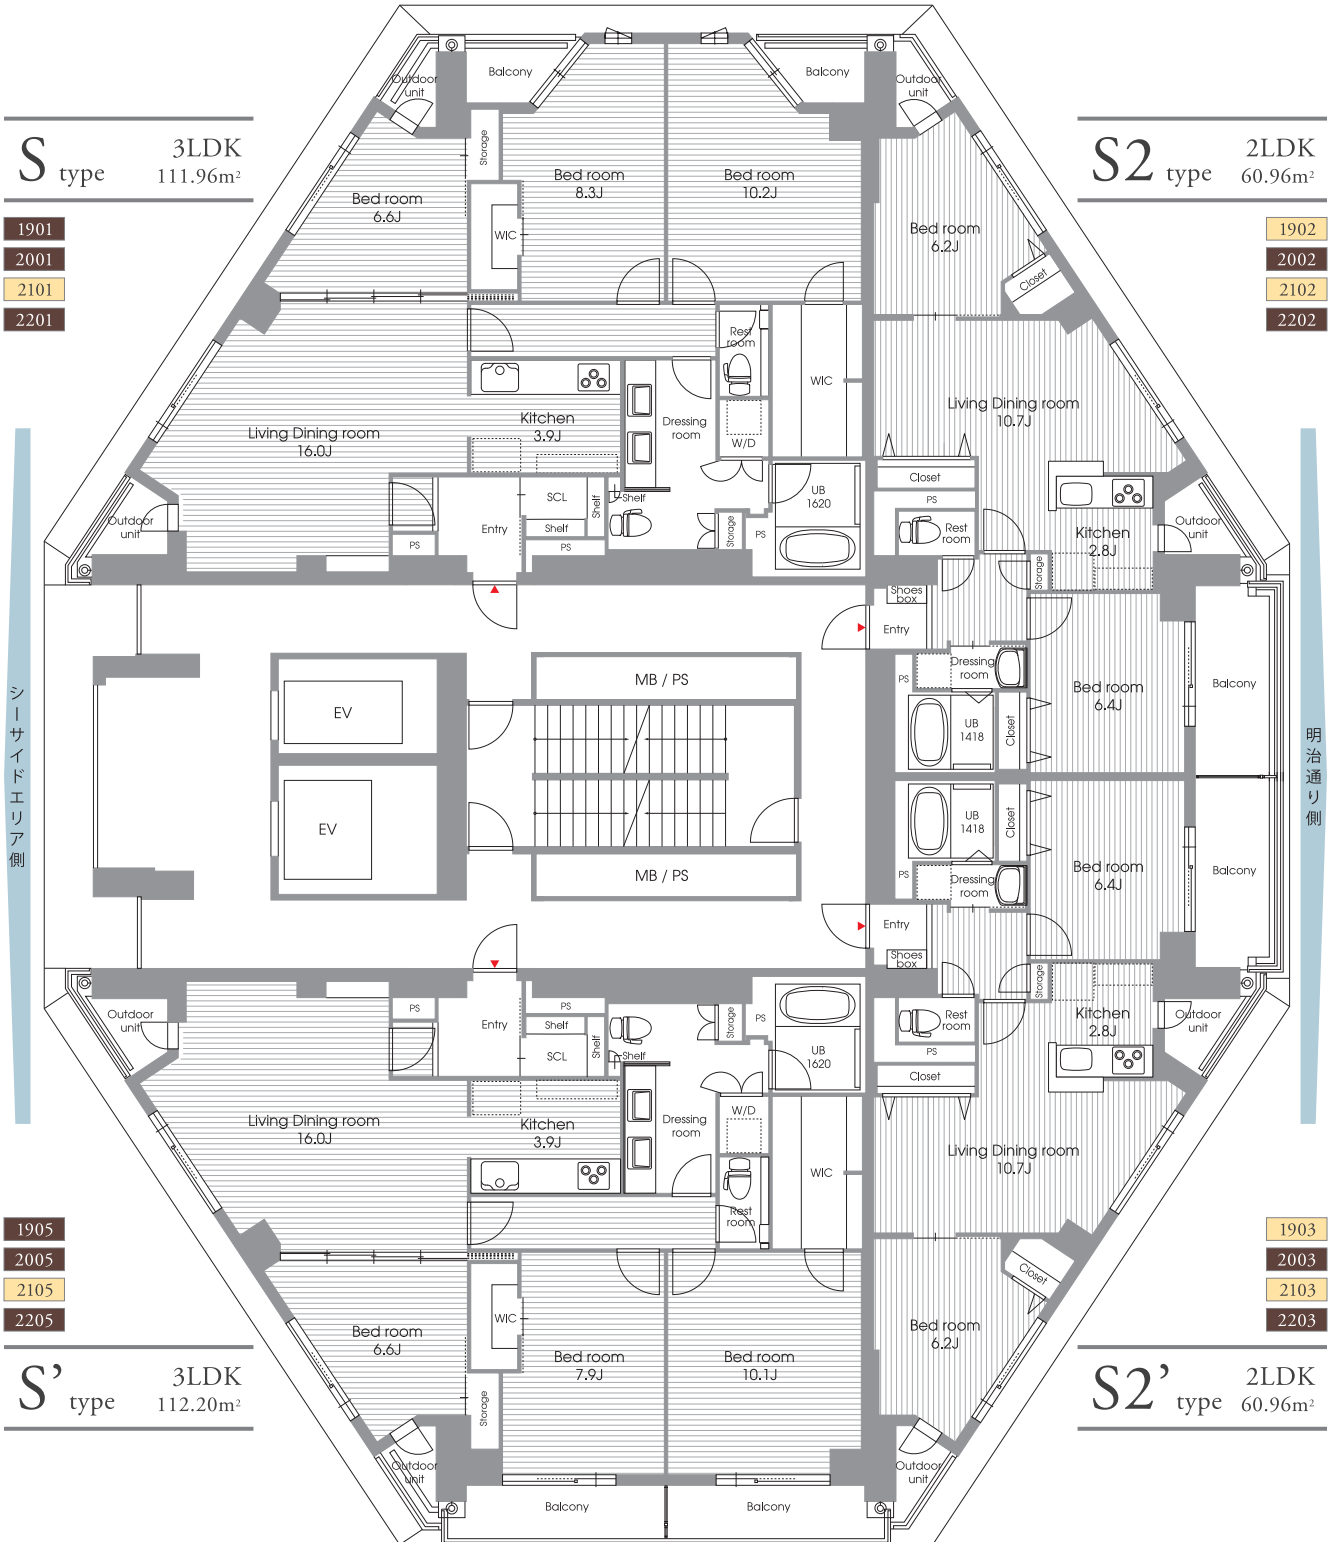 S type
3LDK
111.96m²
1901
2001
2101
2201
S2 type
2LDK
60.96m²
1902
2002
2102
2202
Outdoor
unit
Balcony
Balcony
Outdoor
unit
Storage
Bed room
6.6J
WIC
Bed room
8.3J
Bed room
10.2J
Bed room
6.2J
Closet
Rest
room
WIC
Living Dining room
16.0J
Kitchen
3.9J
Dressing
room
W/D
Living Dining room
10.7J
Closet
PS
Rest
room
Kitchen
2.8J
Outdoor
unit
Outdoor
unit
PS
Entry
SCL
Shelf
Shelf
PS
Shelf
Storage
PS
UB
1620
Storage
Shoes
box
Entry
PS
Dressing
room
UB
1418
Closet
Bed room
6.4J
Balcony
EV
EV
MB / PS
MB / PS
シーサイドエリア側
明治通り側
UB
1418
Closet
PS
Dressing
room
Bed room
6.4J
Balcony
Entry
Shoes
box
Storage
Outdoor
unit
PS
Entry
PS
Shelf
SCL
Shelf
Shelf
Storage
PS
UB
1620
Rest
room
PS
Closet
Kitchen
2.8J
Outdoor
unit
Living Dining room
16.0J
Kitchen
3.9J
Dressing
room
W/D
Rest
room
WIC
Living Dining room
10.7J
Closet
Bed room
6.6J
WIC
Storage
Bed room
7.9J
Bed room
10.1J
Bed room
6.2J
Outdoor
unit
Balcony
Balcony
Outdoor
unit
1905
2005
2105
2205
S’ type
3LDK
112.20m²
1903
2003
2103
2203
S2’ type
2LDK
60.96m²